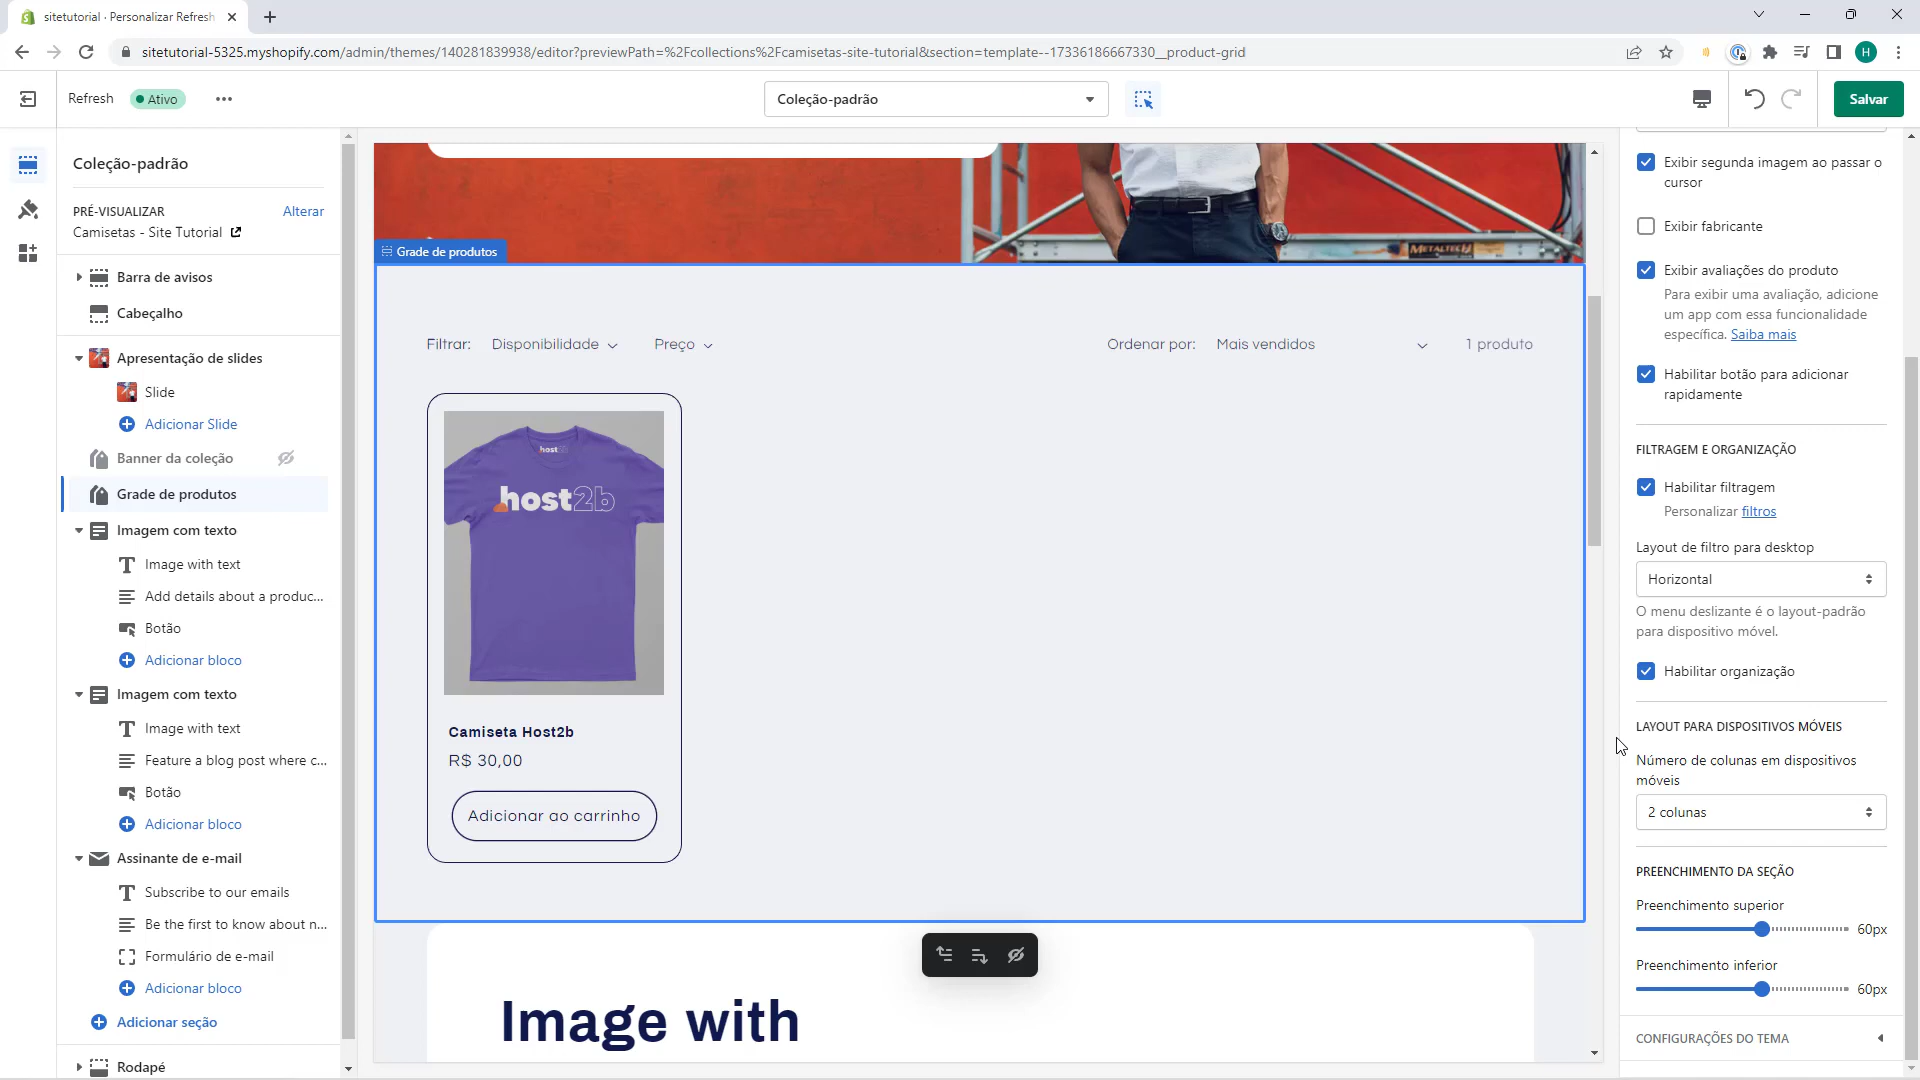 sitetutorial · Personalizar Refresh
sitetutorial-5325.myshopify.com/admin/themes/140281839938/editor?previewPath=%2Fcollections%2Fcamisetas-site-tutorial&section=template--17336186667330__product-grid
H
Refresh
Ativo
Coleção-padrão
Salvar
Coleção-padrão
PRÉ-VISUALIZAR
Alterar
Camisetas - Site Tutorial
Barra de avisos
Cabeçalho
Apresentação de slides
Slide
Adicionar Slide
Banner da coleção
Grade de produtos
Imagem com texto
Image with text
Add details about a produc...
Botão
Adicionar bloco
Imagem com texto
Image with text
Feature a blog post where c...
Botão
Adicionar bloco
Assinante de e-mail
Subscribe to our emails
Be the first to know about n...
Formulário de e-mail
Adicionar bloco
Adicionar seção
Rodapé
METALTECH
Grade de produtos
Filtrar:
Disponibilidade
Preço
Ordenar por:
Mais vendidos
1 produto
host2b
host2b
Camiseta Host2b
R$ 30,00
Adicionar ao carrinho
Image with
Exibir segunda imagem ao passar o
cursor
Exibir fabricante
Exibir avaliações do produto
Para exibir uma avaliação, adicione
um app com essa funcionalidade
específica. Saiba mais
Habilitar botão para adicionar
rapidamente
FILTRAGEM E ORGANIZAÇÃO
Habilitar filtragem
Personalizar filtros
Layout de filtro para desktop
Horizontal
O menu deslizante é o layout-padrão
para dispositivo móvel.
Habilitar organização
LAYOUT PARA DISPOSITIVOS MÓVEIS
Número de colunas em dispositivos
móveis
2 colunas
PREENCHIMENTO DA SEÇÃO
Preenchimento superior
60px
Preenchimento inferior
60px
CONFIGURAÇÕES DO TEMA